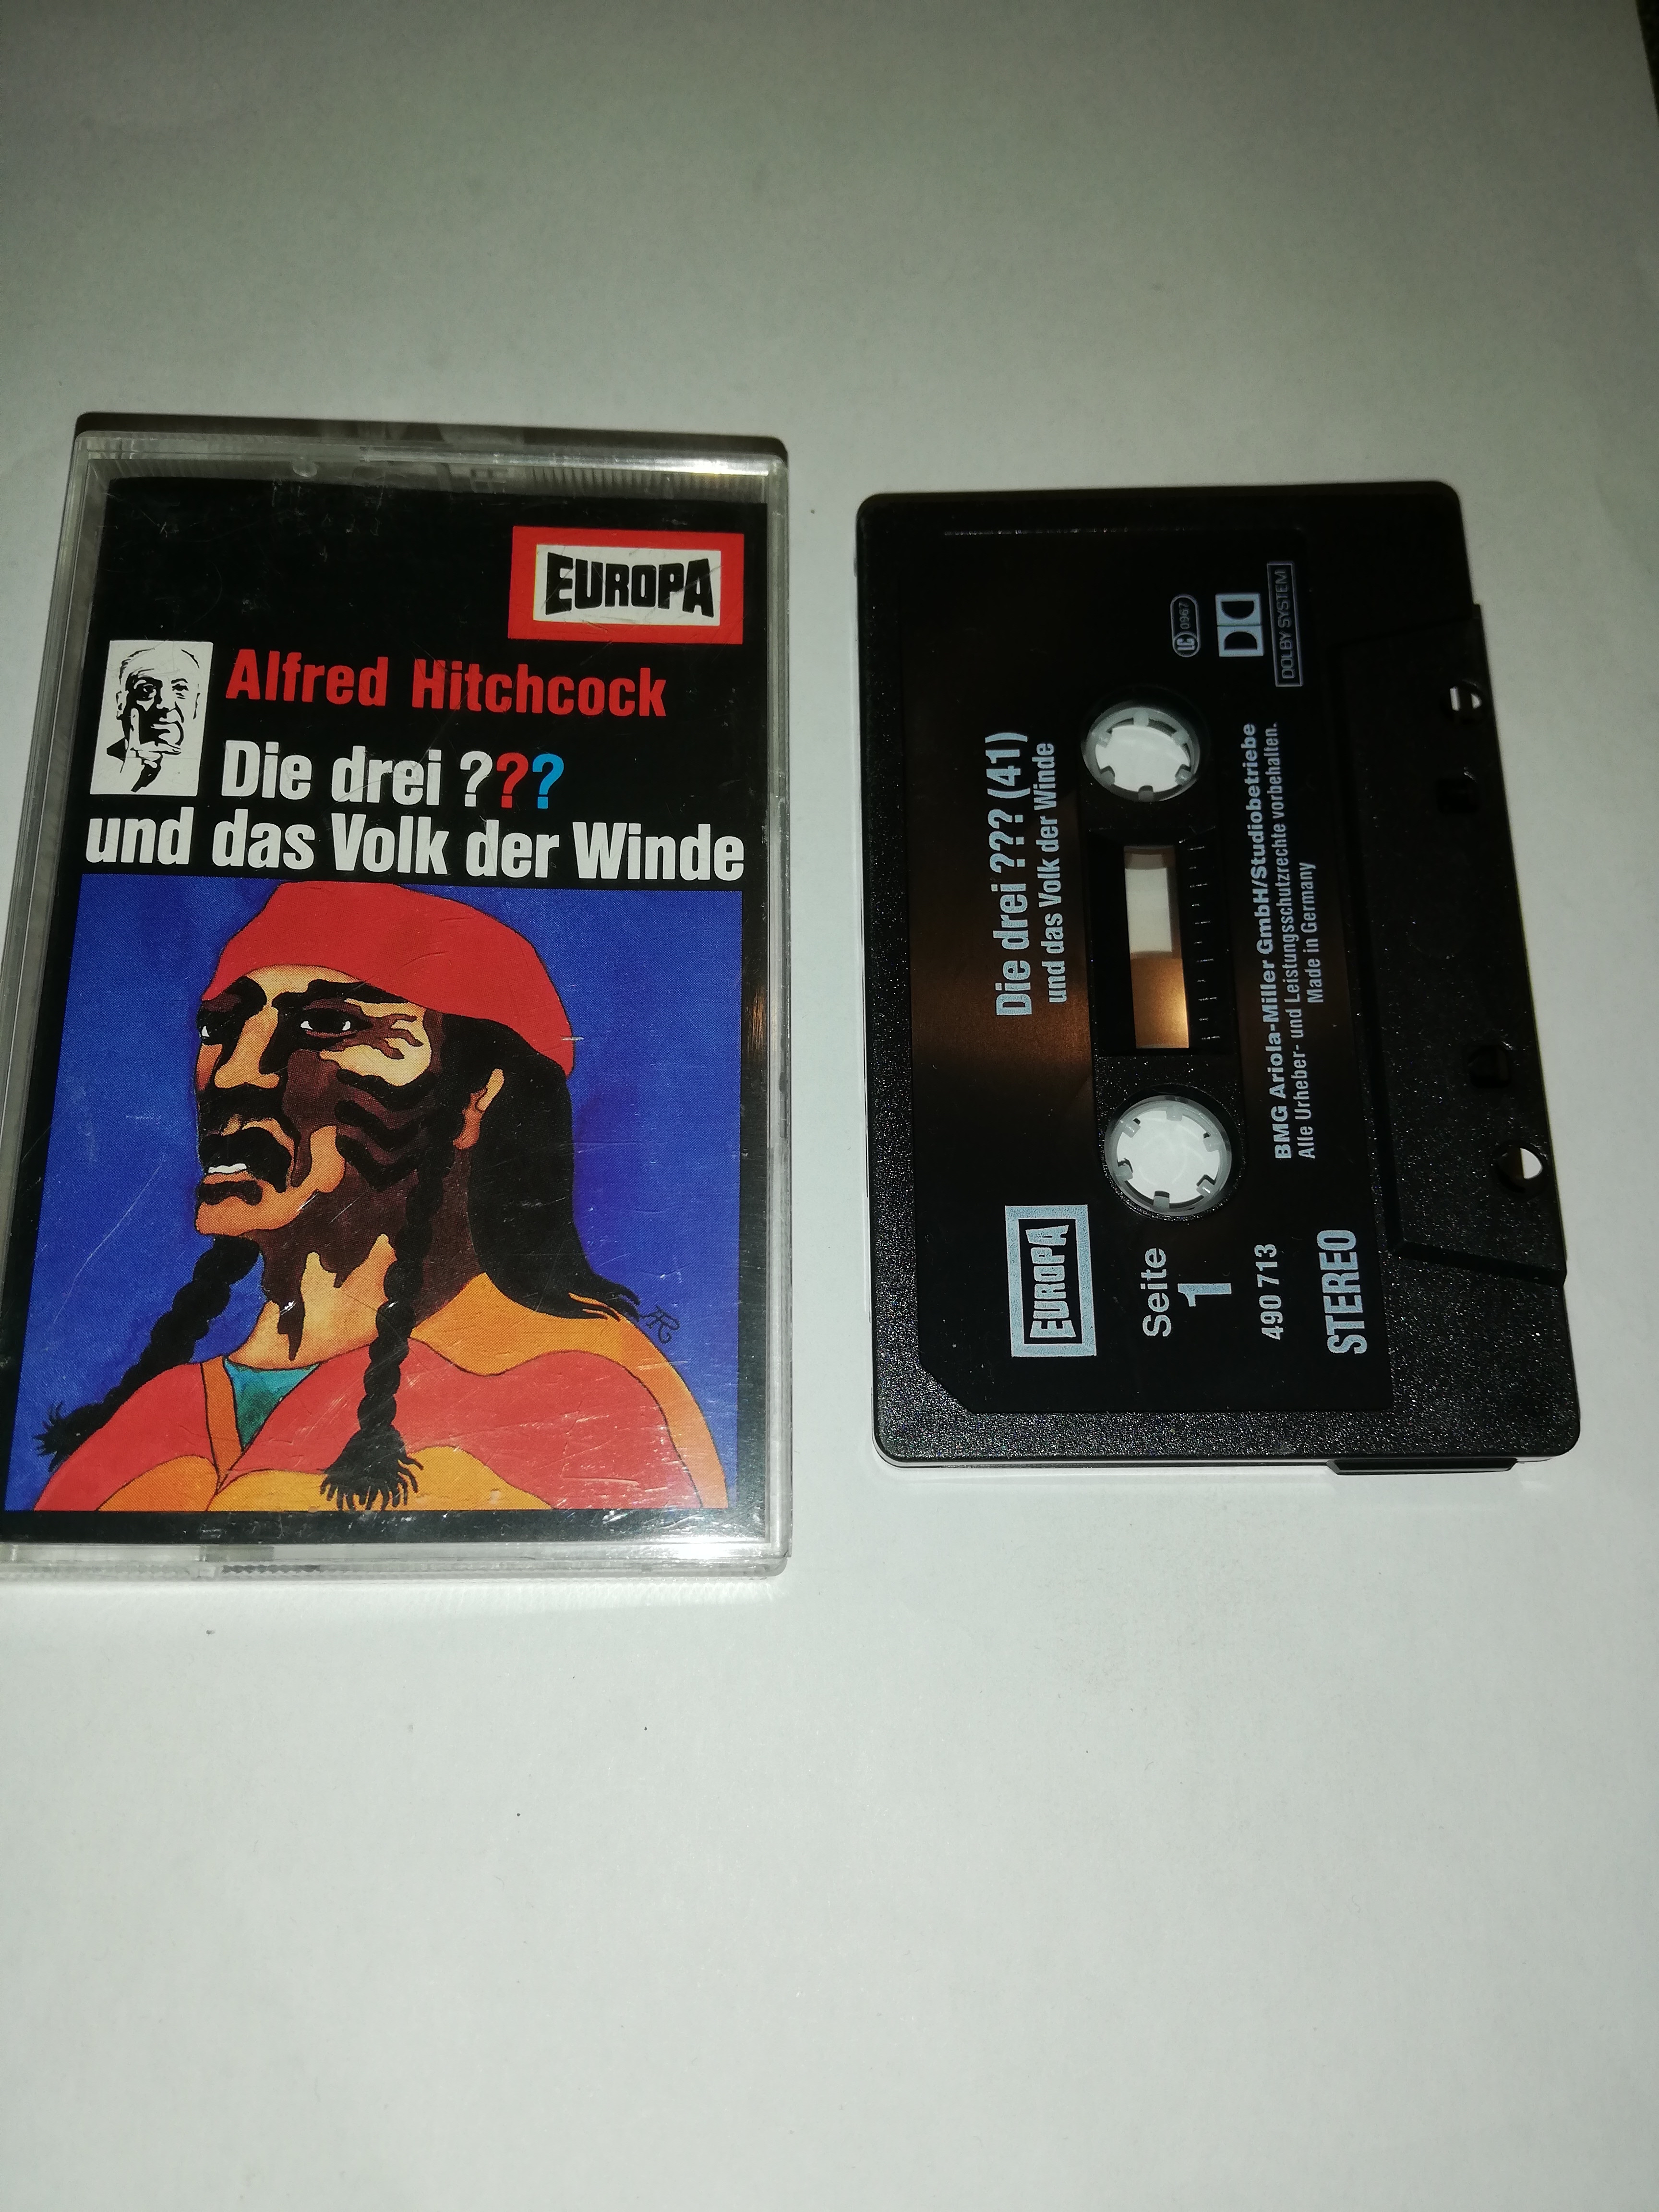 EUROPA
Alfred Hitchcock
Die drei ???
und das Volk der Winde
AR
Die drei ??? (41)
und das Volk der Winde
EUROPA
Seite
1
490 713
STEREO
LC 0967
DOLBY SYSTEM
BMG Ariola-Miller GmbH/Studiobetriebe
Alle Urheber- und Leistungsschutzrechte vorbehalten.
Made in Germany